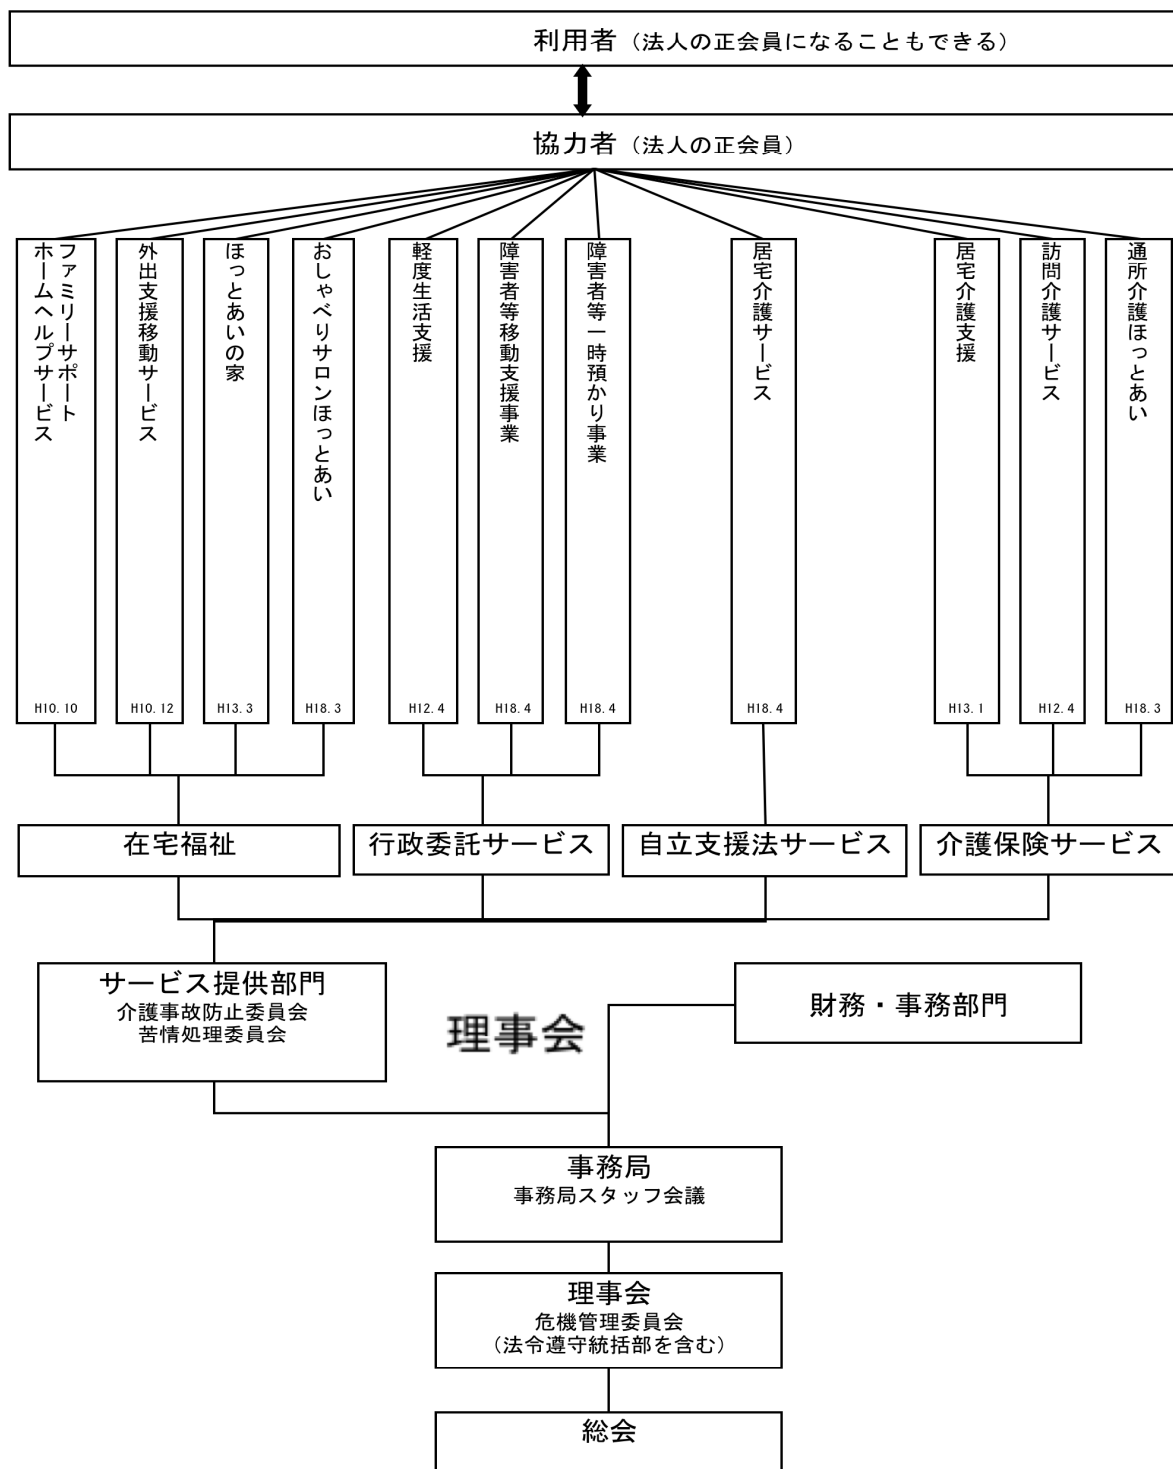 利用者（法人の正会員になることもできる）
協力者（法人の正会員）
ファミリーサポート
ホームヘルプサービス
外出支援移動サービス
ほっとあいの家
おしゃべりサロンほっとあい
軽度生活支援
障害者等移動支援事業
障害者等一時預かり事業
居宅介護サービス
居宅介護支援
訪問介護サービス
通所介護ほっとあい
H10.10
H10.12
H13.3
H18.3
H12.4
H18.4
H18.4
H18.4
H13.1
H12.4
H18.3
在宅福祉
行政委託サービス
自立支援法サービス
介護保険サービス
サービス提供部門
介護事故防止委員会
苦情処理委員会
理事会
財務・事務部門
事務局
事務局スタッフ会議
理事会
危機管理委員会
（法令遵守統括部を含む）
総会